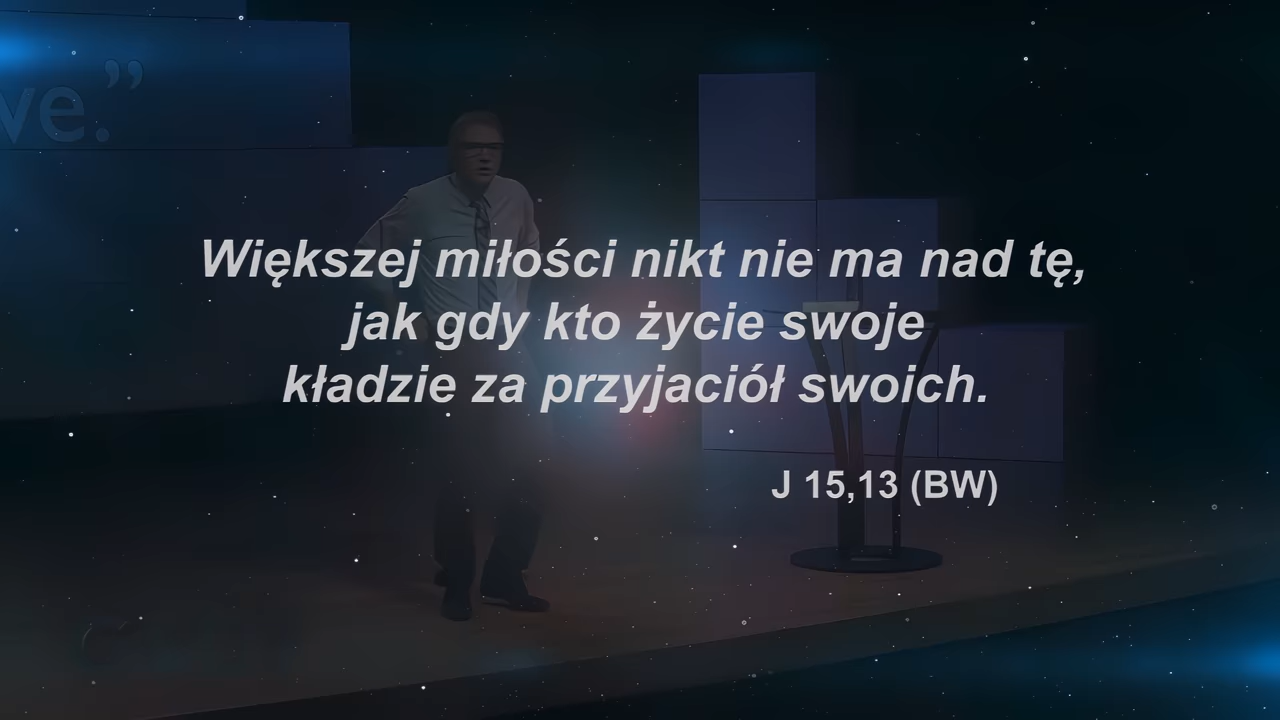 ve.”
Większej miłości nikt nie ma nad tę,
jak gdy kto życie swoje
kładzie za przyjaciół swoich.
J 15,13 (BW)